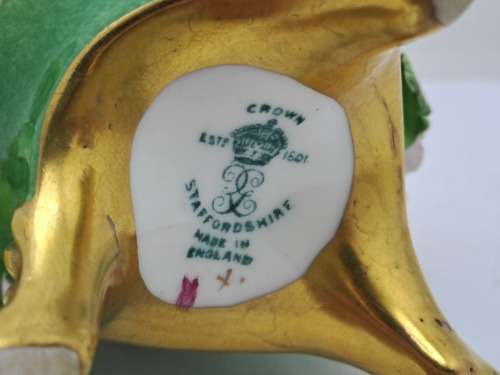 CROWN
ESTD 1801
STAFFORDSHIRE
MADE IN
ENGLAND